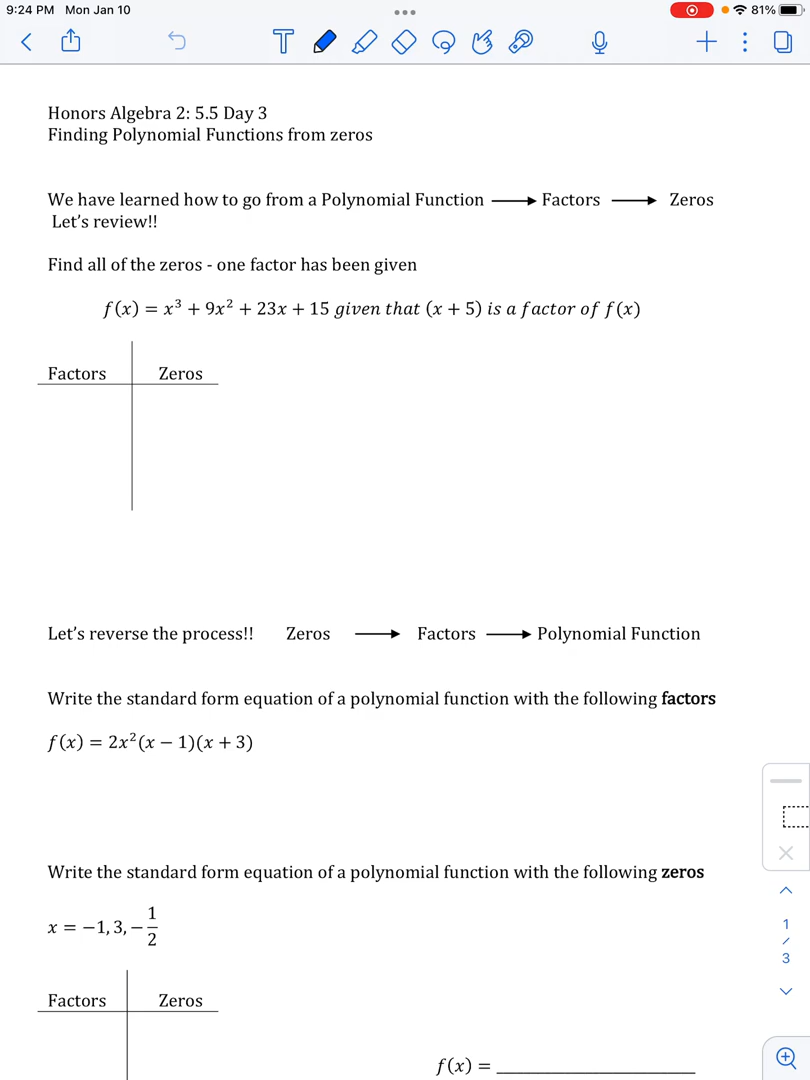 9:24 PM Mon Jan 10
81%
T
Honors Algebra 2: 5.5 Day 3
Finding Polynomial Functions from zeros
We have learned how to go from a Polynomial Function ⟶ Factors ⟶ Zeros
Let's review!!
Find all of the zeros - one factor has been given
f(x) = x³ + 9x² + 23x + 15 given that (x + 5) is a factor of f(x)
Factors Zeros
Let's reverse the process!! Zeros ⟶ Factors ⟶ Polynomial Function
Write the standard form equation of a polynomial function with the following factors
f(x) = 2x²(x − 1)(x + 3)
Write the standard form equation of a polynomial function with the following zeros
x = −1, 3, −1/2
Factors Zeros
f(x) = ____________________
1
/
3